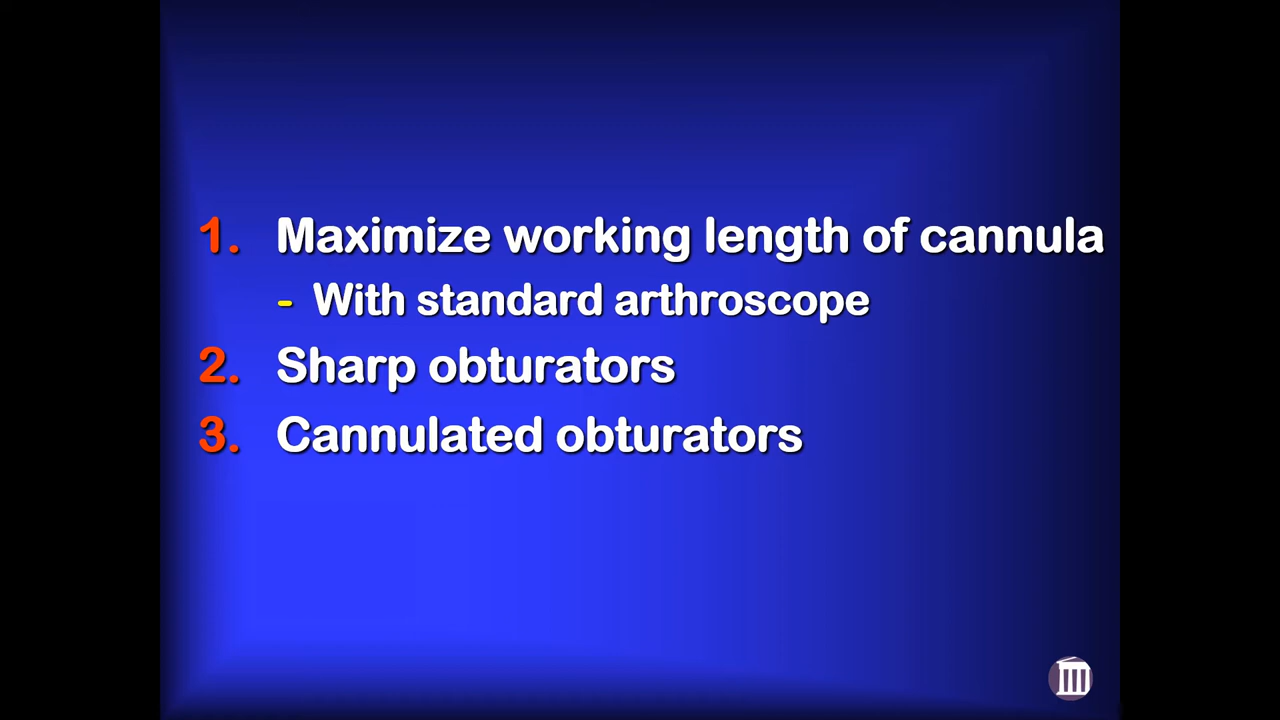 1. Maximize working length of cannula
- With standard arthroscope
2. Sharp obturators
3. Cannulated obturators